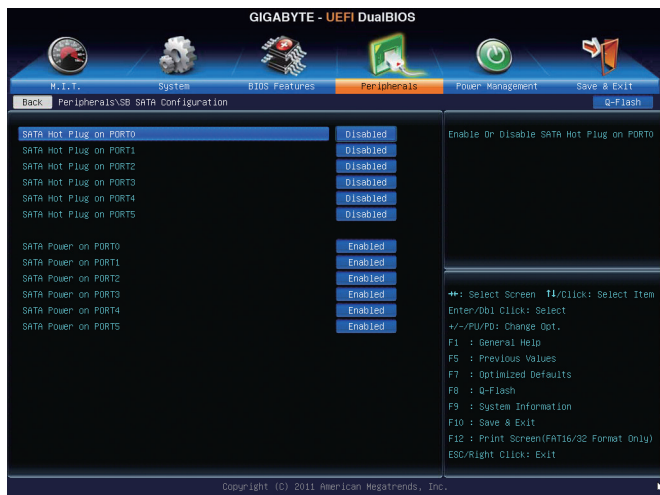 GIGABYTE - UEFI DualBIOS
M.I.T.
System
BIOS Features
Peripherals
Power Management
Save & Exit
Back Peripherals\SB SATA Configuration
Q-Flash
SATA Hot Plug on PORT0 Disabled
SATA Hot Plug on PORT1 Disabled
SATA Hot Plug on PORT2 Disabled
SATA Hot Plug on PORT3 Disabled
SATA Hot Plug on PORT4 Disabled
SATA Hot Plug on PORT5 Disabled
SATA Power on PORT0 Enabled
SATA Power on PORT1 Enabled
SATA Power on PORT2 Enabled
SATA Power on PORT3 Enabled
SATA Power on PORT4 Enabled
SATA Power on PORT5 Enabled
Enable Or Disable SATA Hot Plug on PORT0
→←: Select Screen ↑↓/Click: Select Item
Enter/Dbl Click: Select
+/-/PU/PD: Change Opt.
F1 : General Help
F5 : Previous Values
F7 : Optimized Defaults
F8 : Q-Flash
F9 : System Information
F10 : Save & Exit
F12 : Print Screen(FAT16/32 Format Only)
ESC/Right Click: Exit
Copyright (C) 2011 American Megatrends, Inc.